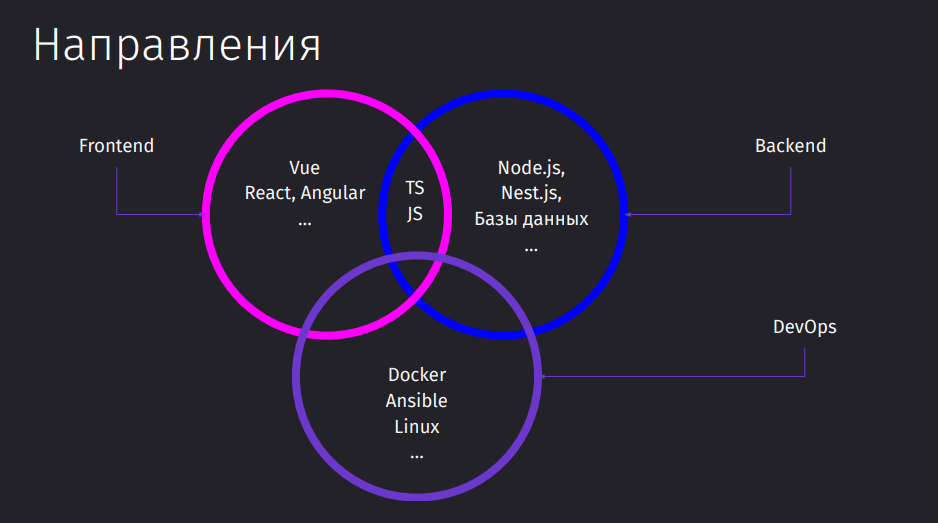 Направления
Frontend
Backend
Vue
React, Angular
...
TS
JS
Node.js,
Nest.js,
Базы данных
...
DevOps
Docker
Ansible
Linux
...